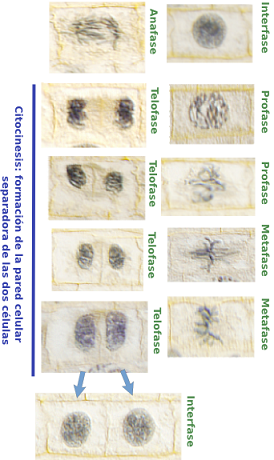 Interfase
Profase
Profase
Metafase
Metafase
Anafase
Telofase
Telofase
Telofase
Telofase
Interfase
Citocinesis: formación de la pared celular
separadora de las dos células